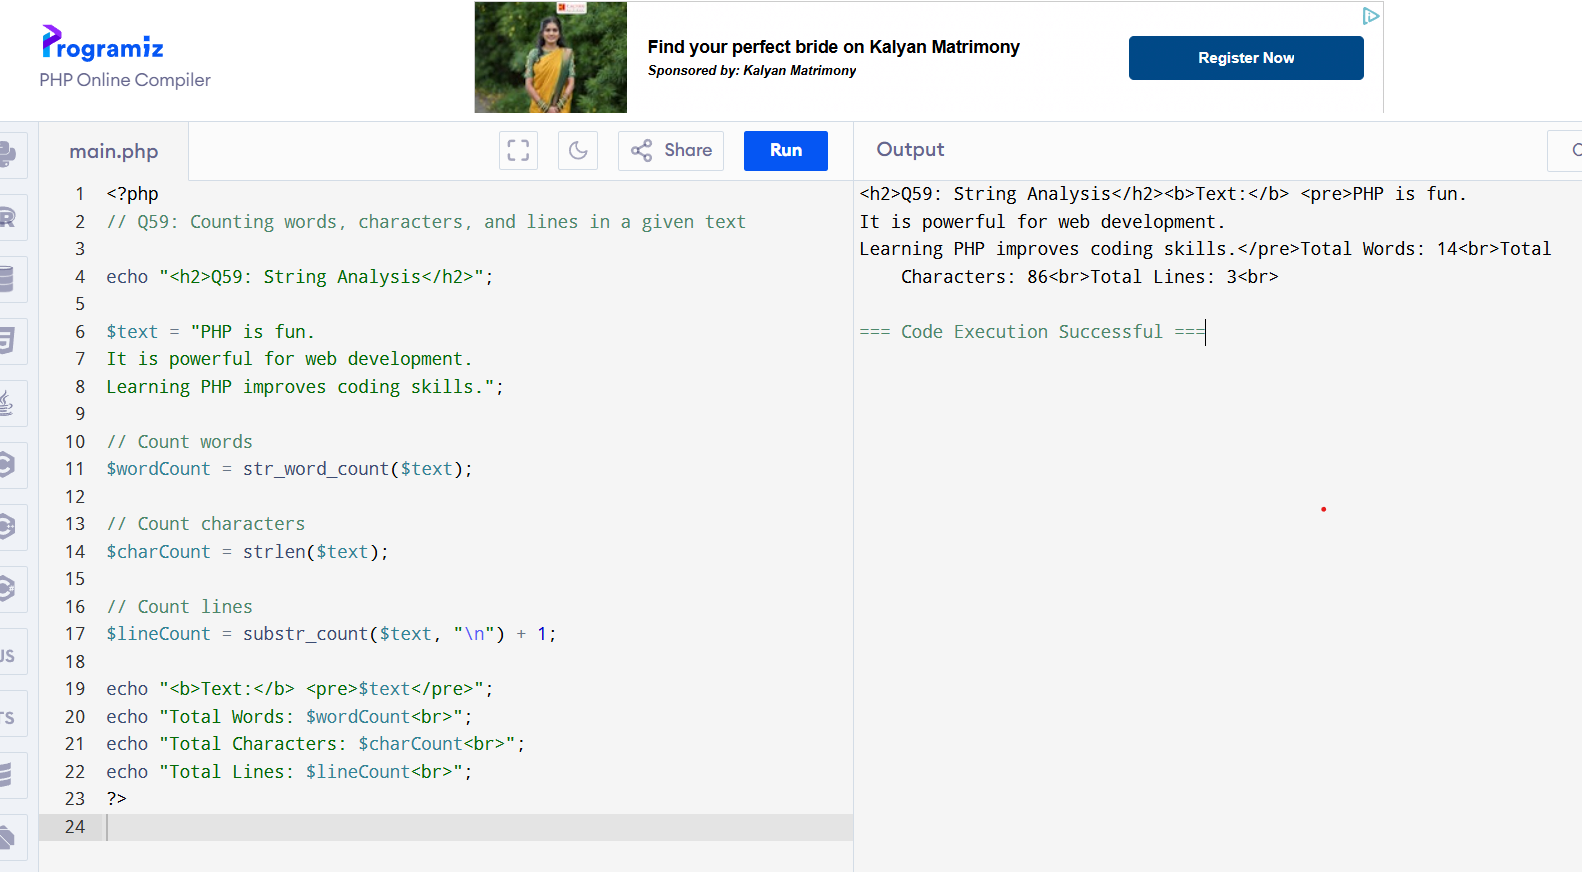 Programiz
PHP Online Compiler
Find your perfect bride on Kalyan Matrimony
Sponsored by: Kalyan Matrimony
Register Now
main.php
Share
Run
Output
C
1 <?php
2 // Q59: Counting words, characters, and lines in a given text
3
4 echo "<h2>Q59: String Analysis</h2>";
5
6 $text = "PHP is fun.
7 It is powerful for web development.
8 Learning PHP improves coding skills.";
9
10 // Count words
11 $wordCount = str_word_count($text);
12
13 // Count characters
14 $charCount = strlen($text);
15
16 // Count lines
17 $lineCount = substr_count($text, "\n") + 1;
18
19 echo "<b>Text:</b> <pre>$text</pre>";
20 echo "Total Words: $wordCount<br>";
21 echo "Total Characters: $charCount<br>";
22 echo "Total Lines: $lineCount<br>";
23 ?>
24
<h2>Q59: String Analysis</h2><b>Text:</b> <pre>PHP is fun.
It is powerful for web development.
Learning PHP improves coding skills.</pre>Total Words: 14<br>Total
Characters: 86<br>Total Lines: 3<br>
=== Code Execution Successful ===
JS
TS